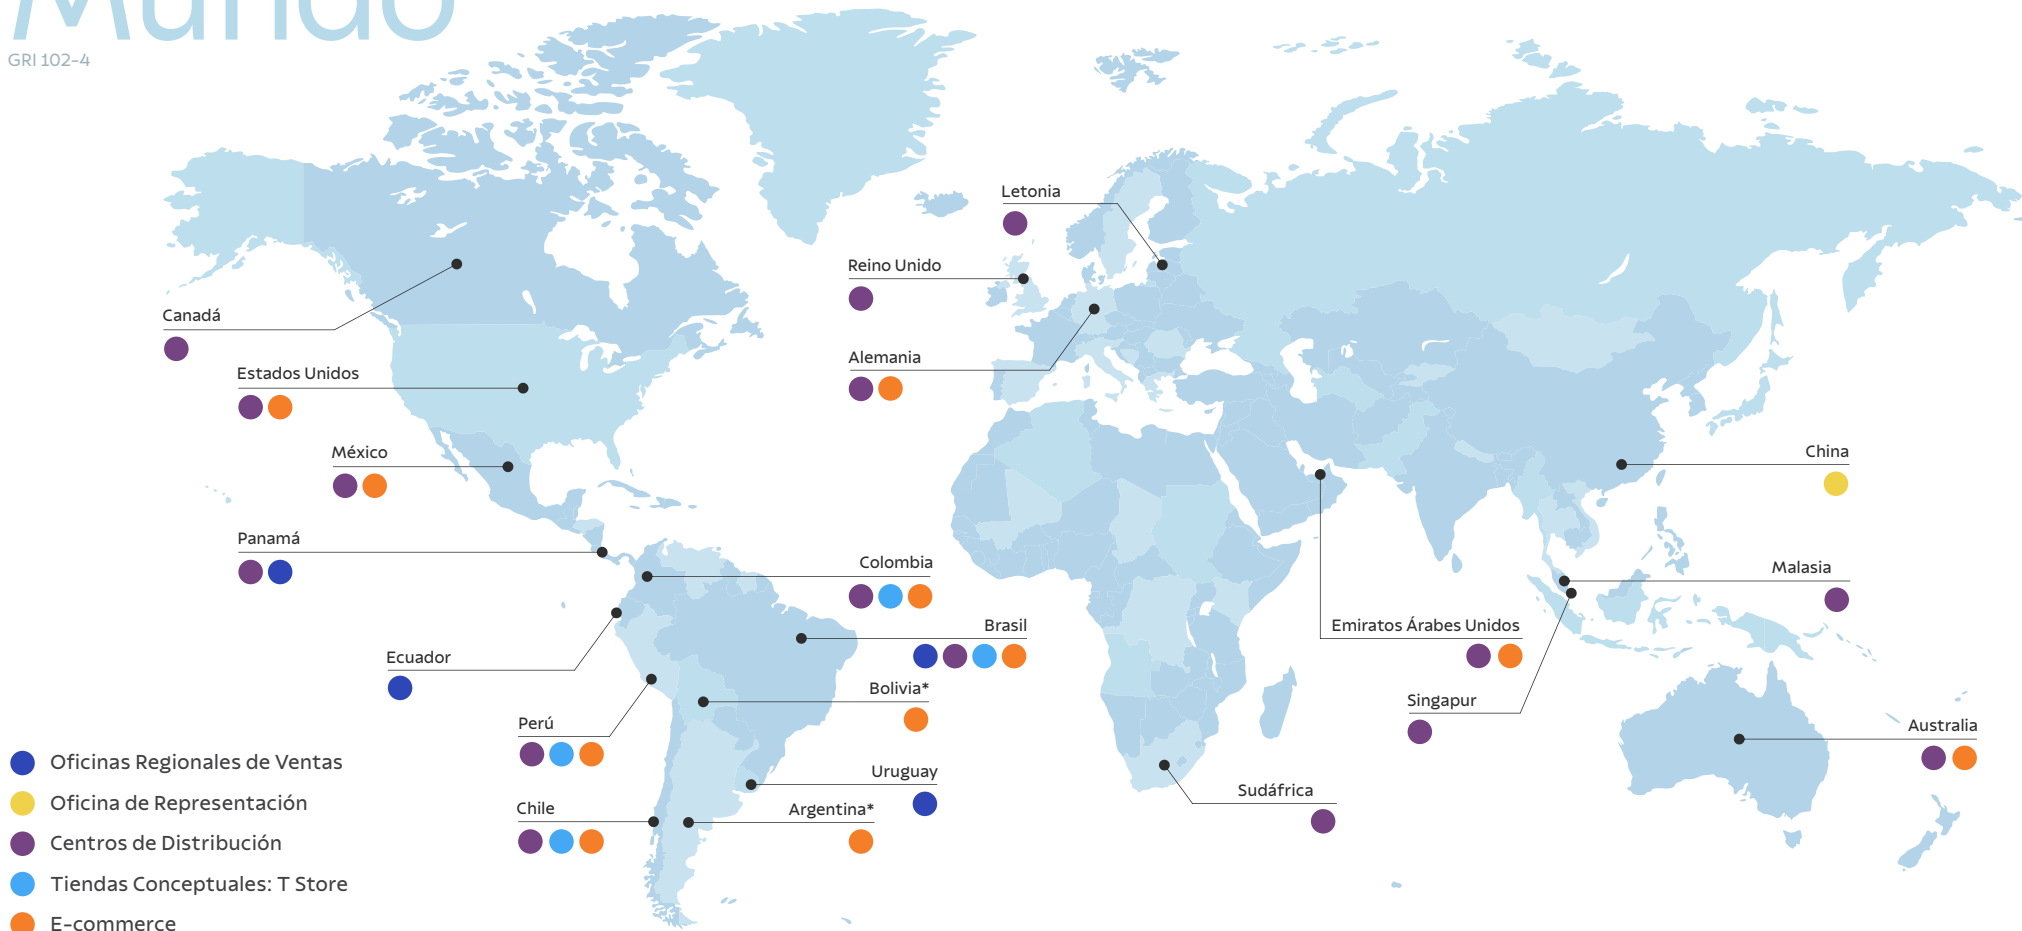 Mundo
GRI 102-4
Letonia
Reino Unido
Canadá
Alemania
Estados Unidos
México
China
Panamá
Colombia
Malasia
Brasil
Emiratos Árabes Unidos
Ecuador
Bolivia*
Singapur
Perú
Australia
Uruguay
Sudáfrica
Chile
Argentina*
Oficinas Regionales de Ventas
Oficina de Representación
Centros de Distribución
Tiendas Conceptuales: T Store
E-commerce